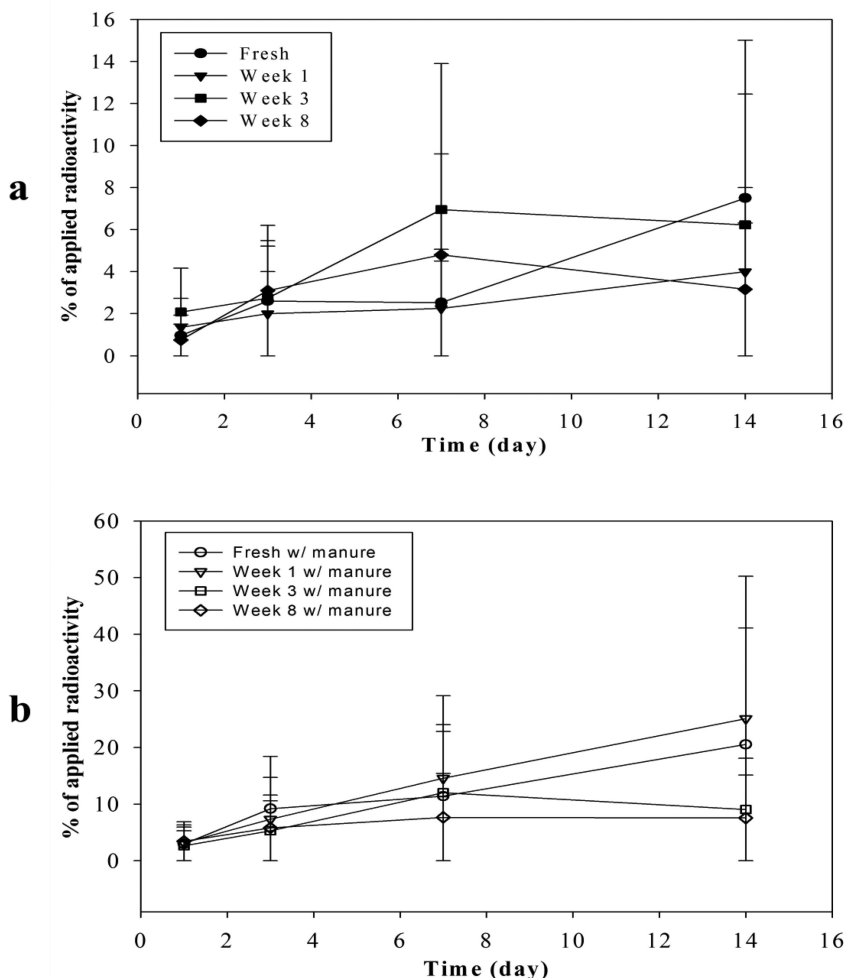 a
% of applied radioactivity
16
14
12
10
8
6
4
2
0
Fresh
Week 1
Week 3
Week 8
0 2 4 6 8 10 12 14 16
Time (day)
b
% of applied radioactivity
60
50
40
30
20
10
0
Fresh w/ manure
Week 1 w/ manure
Week 3 w/ manure
Week 8 w/ manure
0 2 4 6 8 10 12 14 16
Time (day)